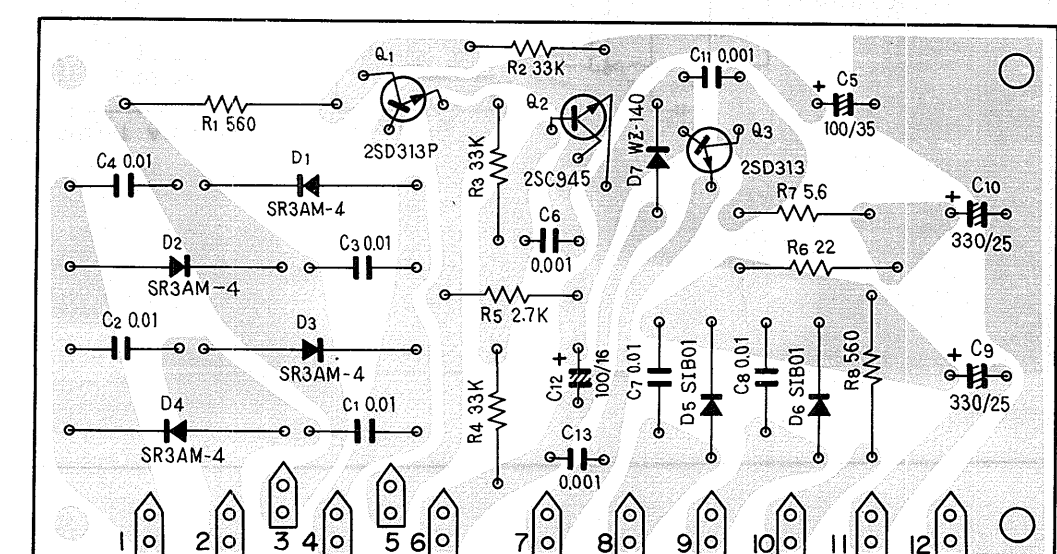 Q1
R2 33K
C11 0.001
C5
+
100/35
R1 560
2SD313P
Q2
2SC945
D7 WZ-140
Q3
2SD313
C4 0.01
D1
SR3AM-4
R3 33K
R7 5.6
C10
+
330/25
D2
SR3AM-4
C3 0.01
C6
0.001
R6 22
R5 2.7K
C2 0.01
D3
SR3AM-4
C12 100/16
+
C7 0.01
D5 SIB01
C8 0.01
D6 SIB01
R8 560
C9
+
330/25
D4
SR3AM-4
C1 0.01
R4 33K
C13
0.001
1 2 3 4 5 6 7 8 9 10 11 12